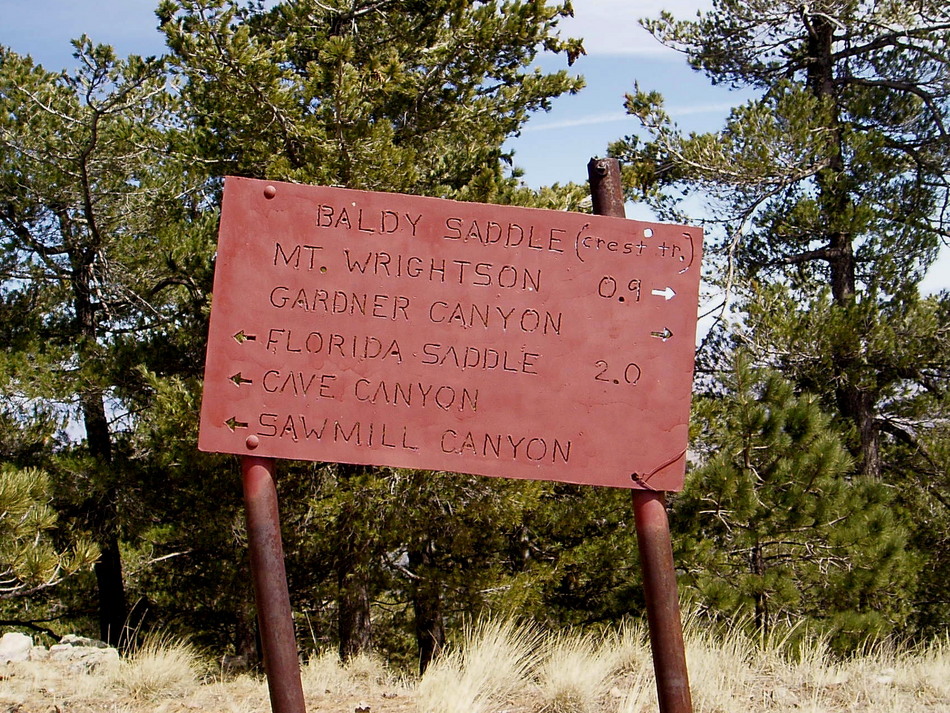 BALDY SADDLE (crest tr.)
MT. WRIGHTSON 0.9 →
GARDNER CANYON →
← FLORIDA SADDLE 2.0
← CAVE CANYON
← SAWMILL CANYON